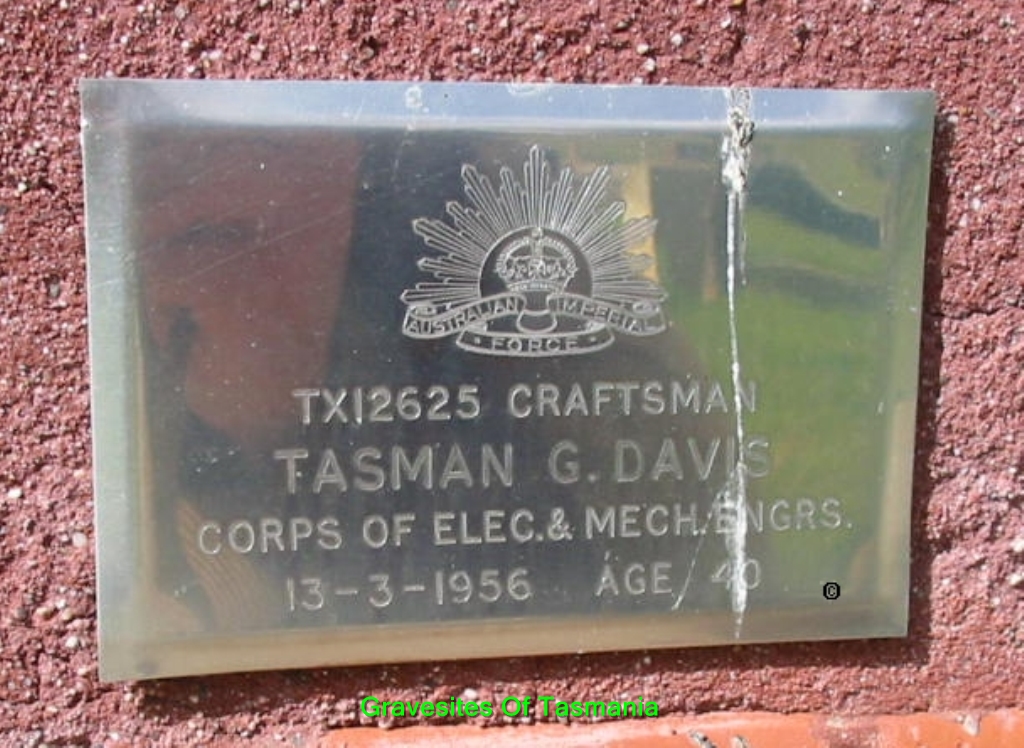 AUSTRALIAN IMPERIAL
FORCE
TX12625 CRAFTSMAN
TASMAN G. DAVIS
CORPS OF ELEC.& MECH. ENGRS.
13-3-1956 AGE 40
©
Gravesites Of Tasmania